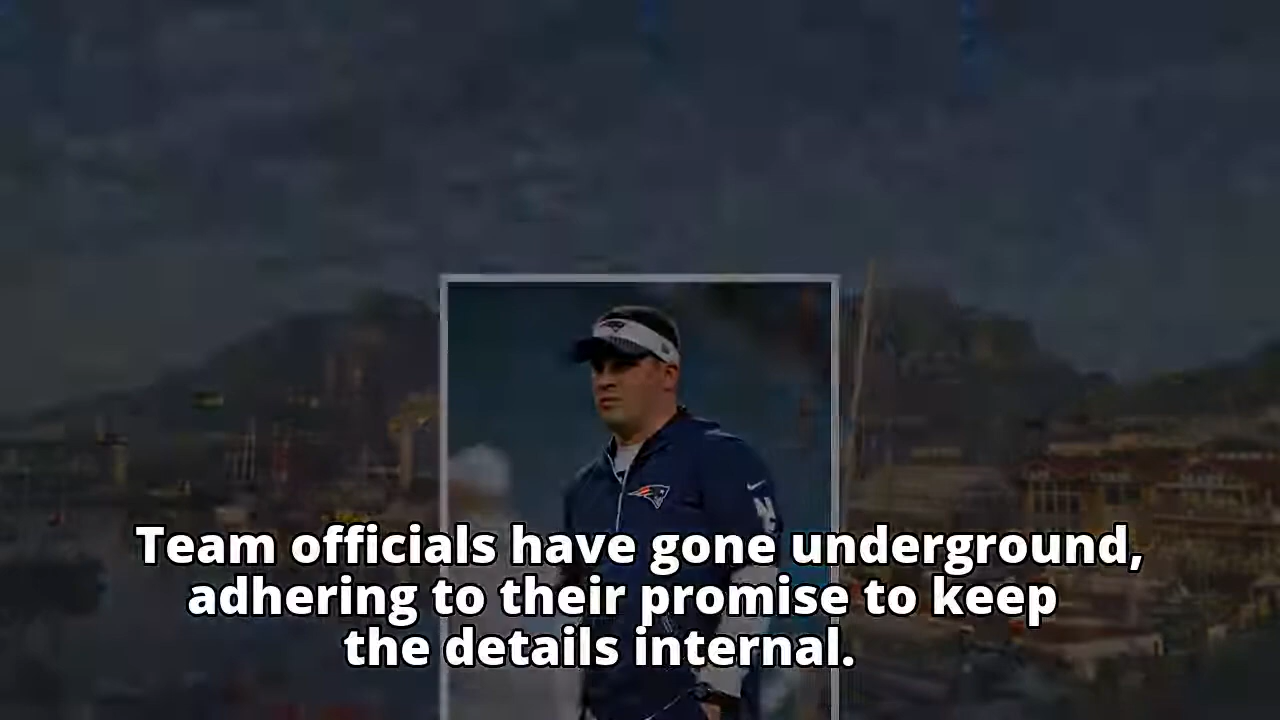 Team officials have gone underground,
adhering to their promise to keep
the details internal.